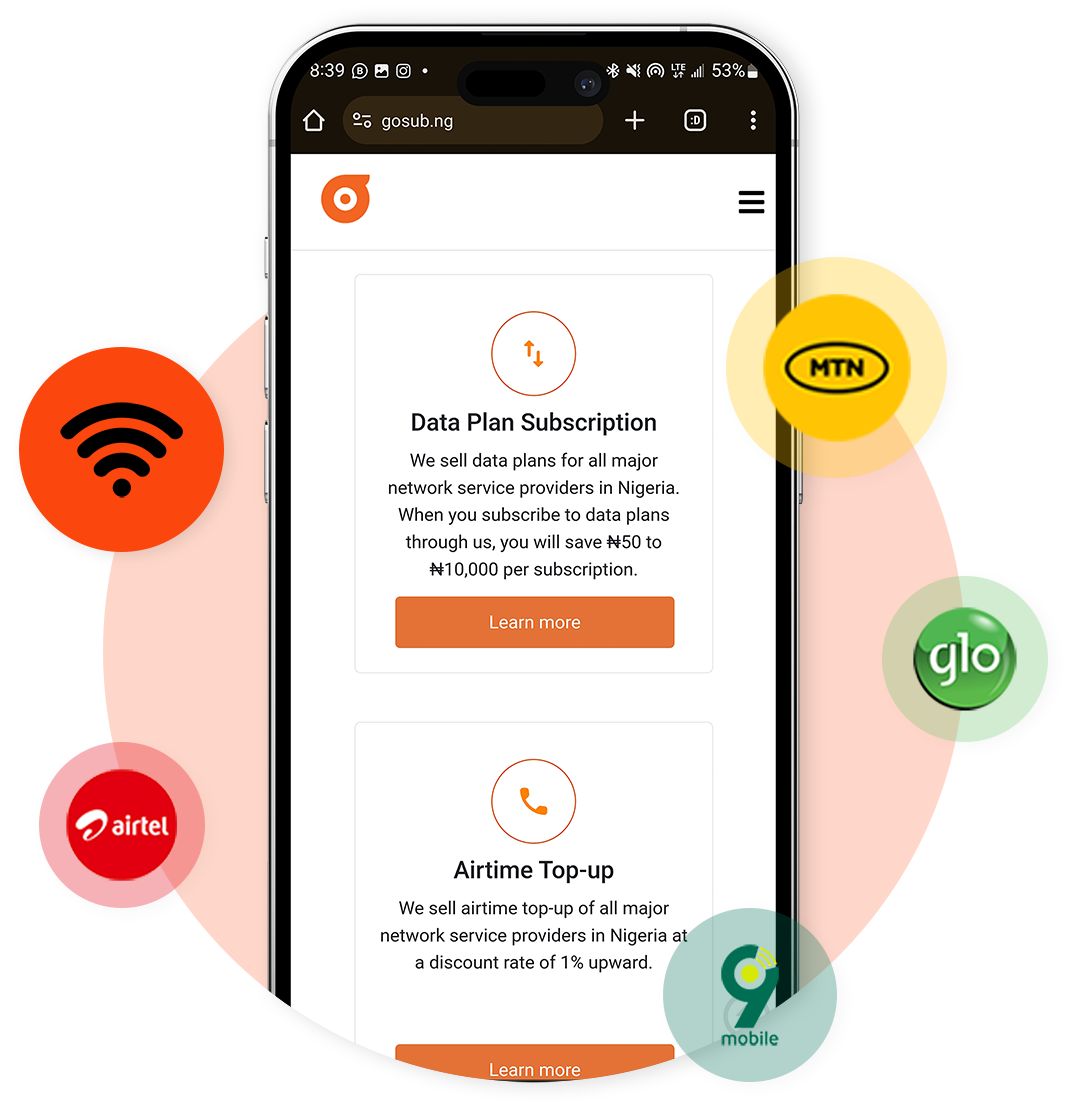 8:39
LTE
53%
gosub.ng
:D
MTN
Data Plan Subscription
We sell data plans for all major
network service providers in Nigeria.
When you subscribe to data plans
through us, you will save ₦50 to
₦10,000 per subscription.
Learn more
glo
airtel
Airtime Top-up
We sell airtime top-up of all major
network service providers in Nigeria at
a discount rate of 1% upward.
9
mobile
Learn more